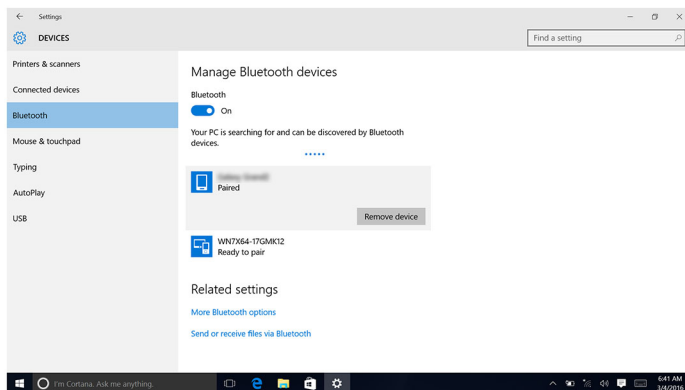 Settings
DEVICES
Find a setting
Printers & scanners
Connected devices
Bluetooth
Mouse & touchpad
Typing
AutoPlay
USB
Manage Bluetooth devices
Bluetooth
On
Your PC is searching for and can be discovered by Bluetooth
devices.
Paired
Remove device
WN7X64-17GMK12
Ready to pair
Related settings
More Bluetooth options
Send or receive files via Bluetooth
I'm Cortana. Ask me anything.
6:41 AM
3/4/2016